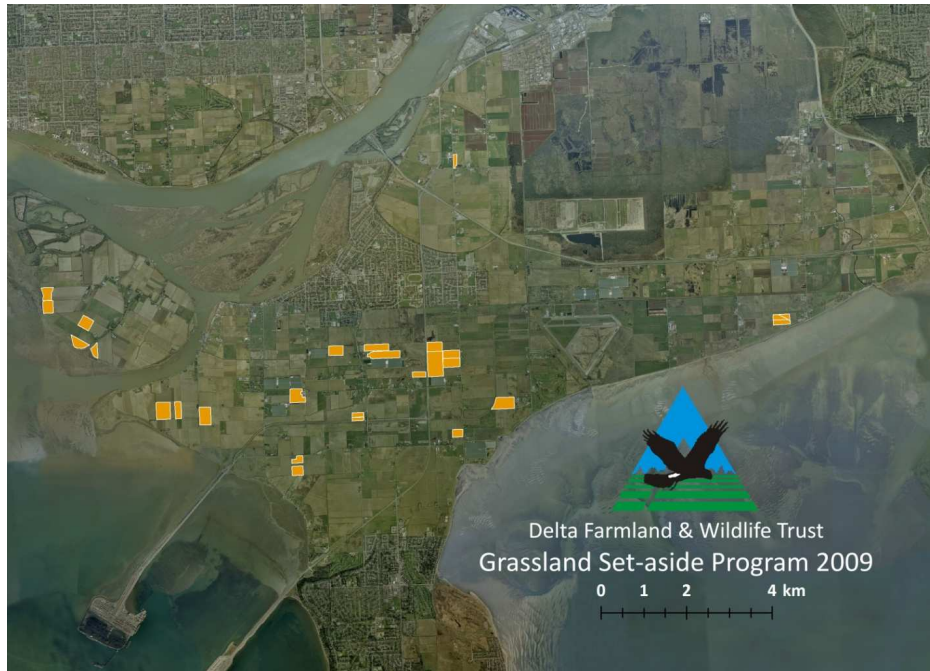 Delta Farmland & Wildlife Trust
Grassland Set-aside Program 2009
0 1 2 4 km